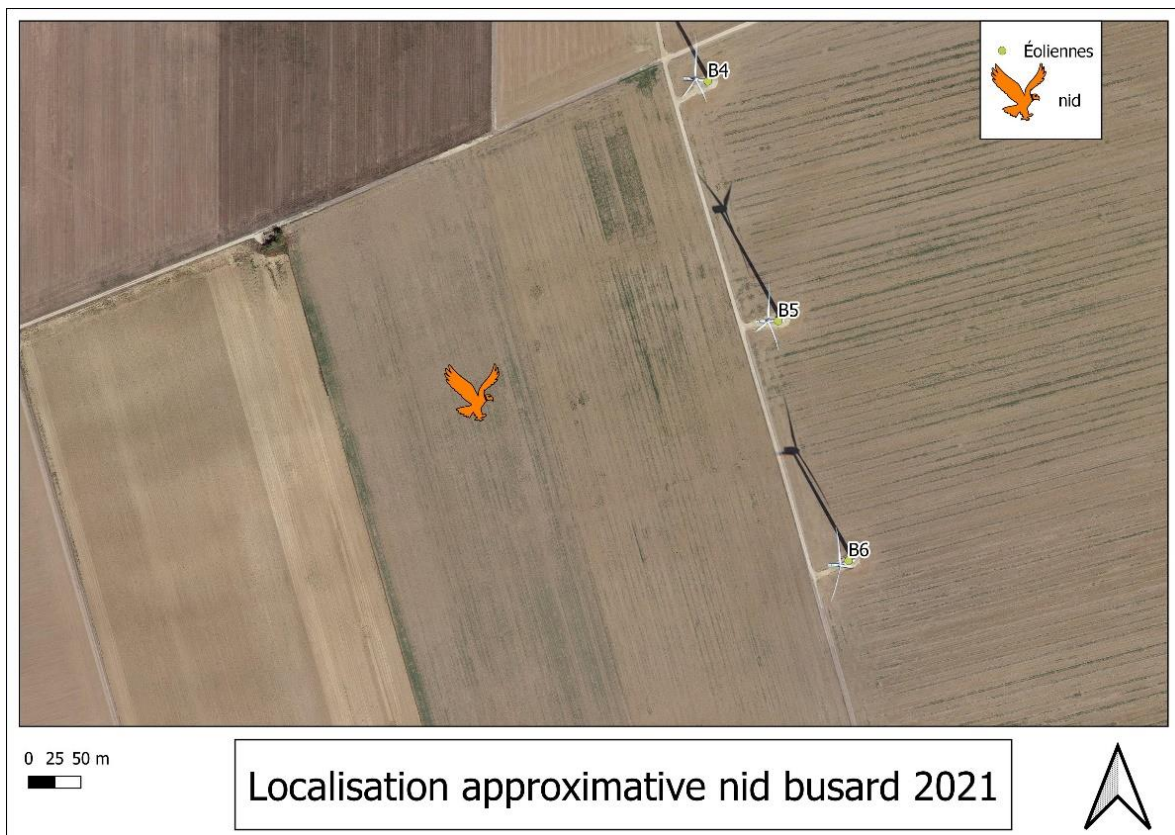 Éoliennes
nid
B4
B5
B6
0 25 50 m
Localisation approximative nid busard 2021